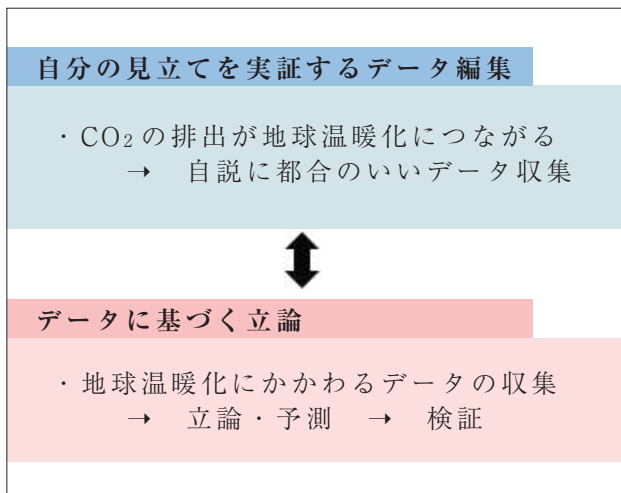 自分の見立てを実証するデータ編集
・CO₂の排出が地球温暖化につながる
→ 自説に都合のいいデータ収集
データに基づく立論
・地球温暖化にかかわるデータの収集
→ 立論・予測 → 検証